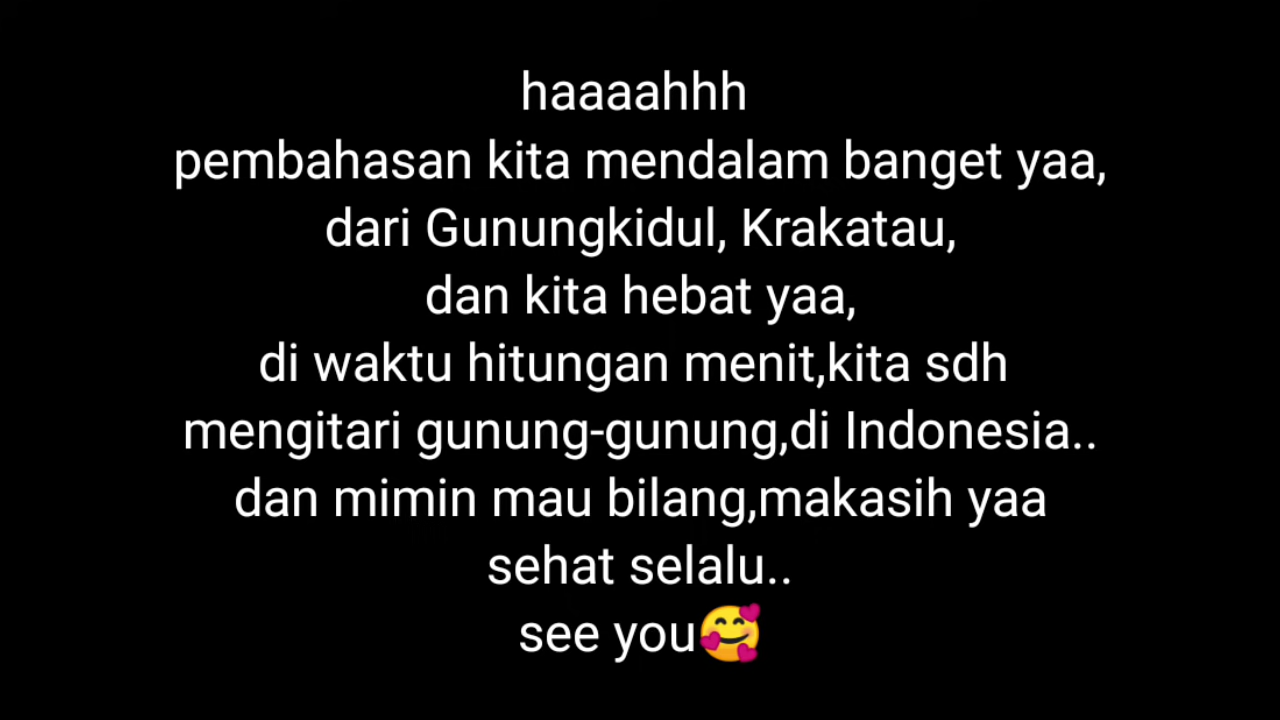 haaaahhh
pembahasan kita mendalam banget yaa,
dari Gunungkidul, Krakatau,
dan kita hebat yaa,
di waktu hitungan menit,kita sdh
mengitari gunung-gunung,di Indonesia..
dan mimin mau bilang,makasih yaa
sehat selalu..
see you🥰